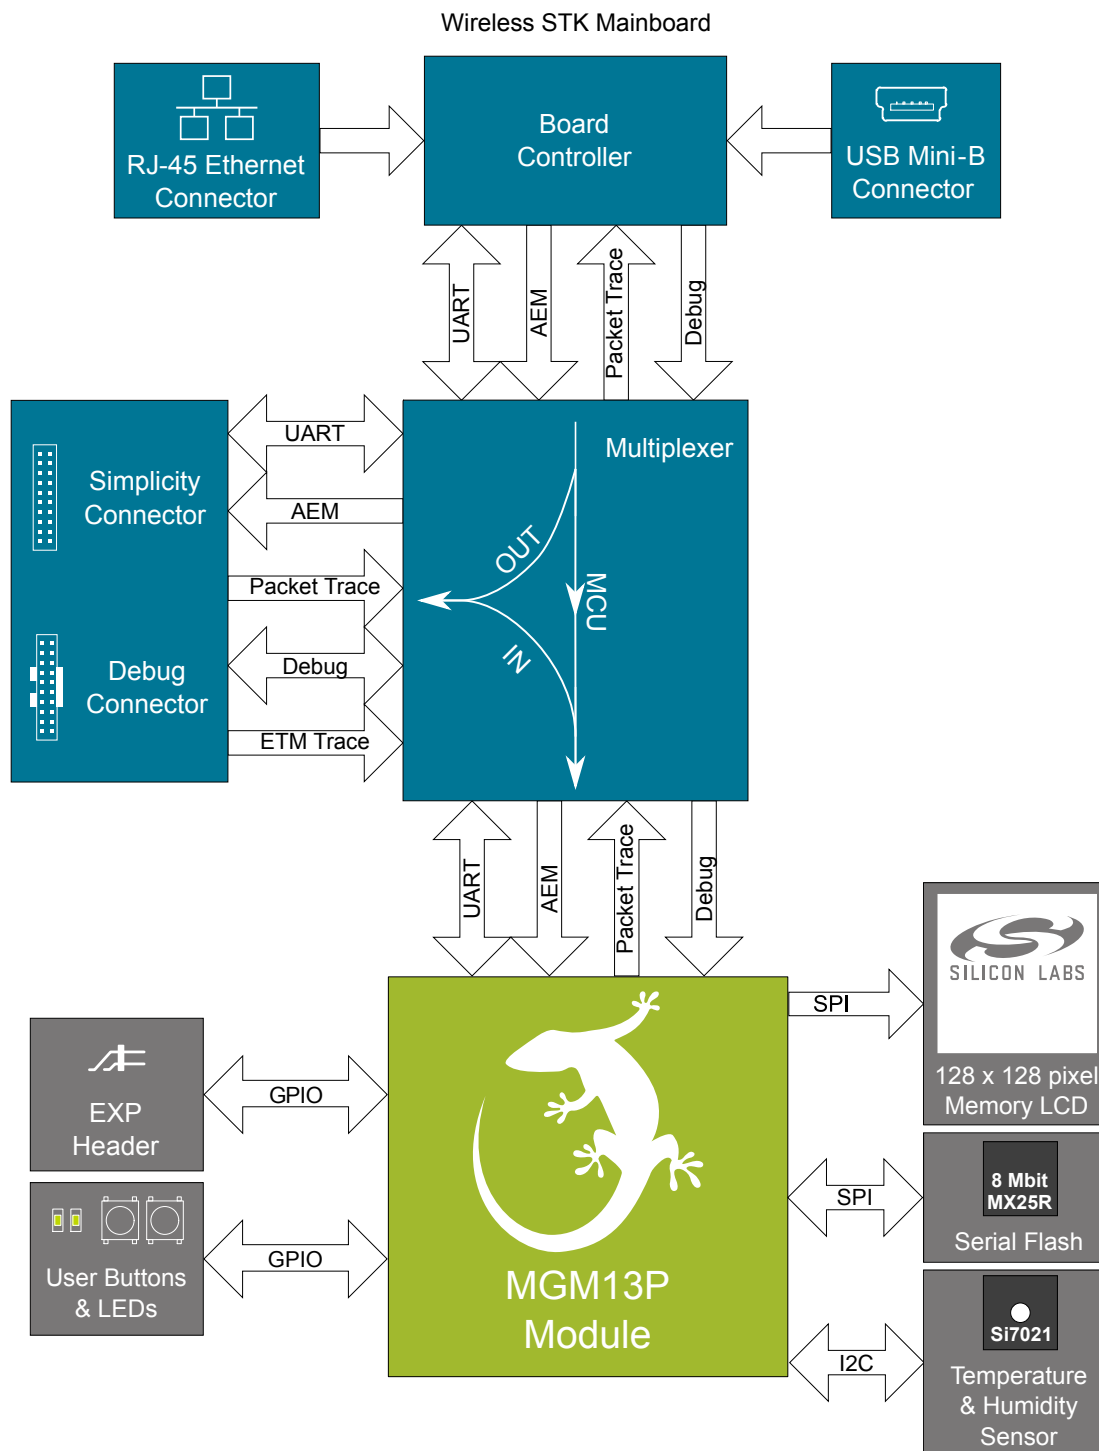 Wireless STK Mainboard
RJ-45 Ethernet
Connector
Board
Controller
USB Mini-B
Connector
UART
AEM
Packet Trace
Debug
Simplicity
Connector
Debug
Connector
UART
AEM
Packet Trace
Debug
ETM Trace
Multiplexer
OUT
MCU
IN
UART
AEM
Packet Trace
Debug
EXP
Header
GPIO
User Buttons
& LEDs
GPIO
MGM13P
Module
SPI
SILICON LABS
128 x 128 pixel
Memory LCD
SPI
8 Mbit
MX25R
Serial Flash
I2C
Si7021
Temperature
& Humidity
Sensor